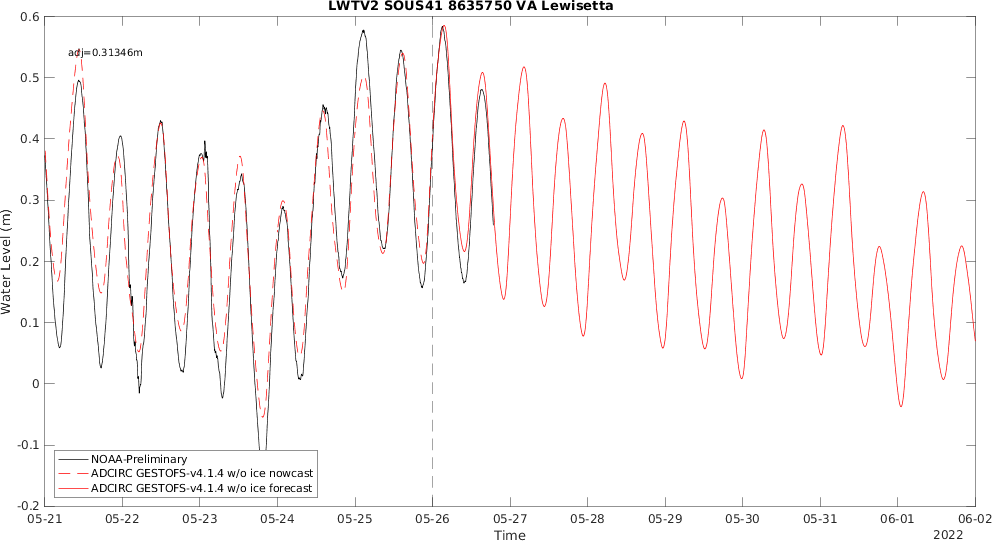 LWTV2 SOUS41 8635750 VA Lewisetta
adj=0.31346m
0.6
0.5
0.4
0.3
0.2
0.1
0
-0.1
-0.2
Water Level (m)
NOAA-Preliminary
ADCIRC GESTOFS-v4.1.4 w/o ice nowcast
ADCIRC GESTOFS-v4.1.4 w/o ice forecast
05-21 05-22 05-23 05-24 05-25 05-26 05-27 05-28 05-29 05-30 05-31 06-01 06-02
Time
2022